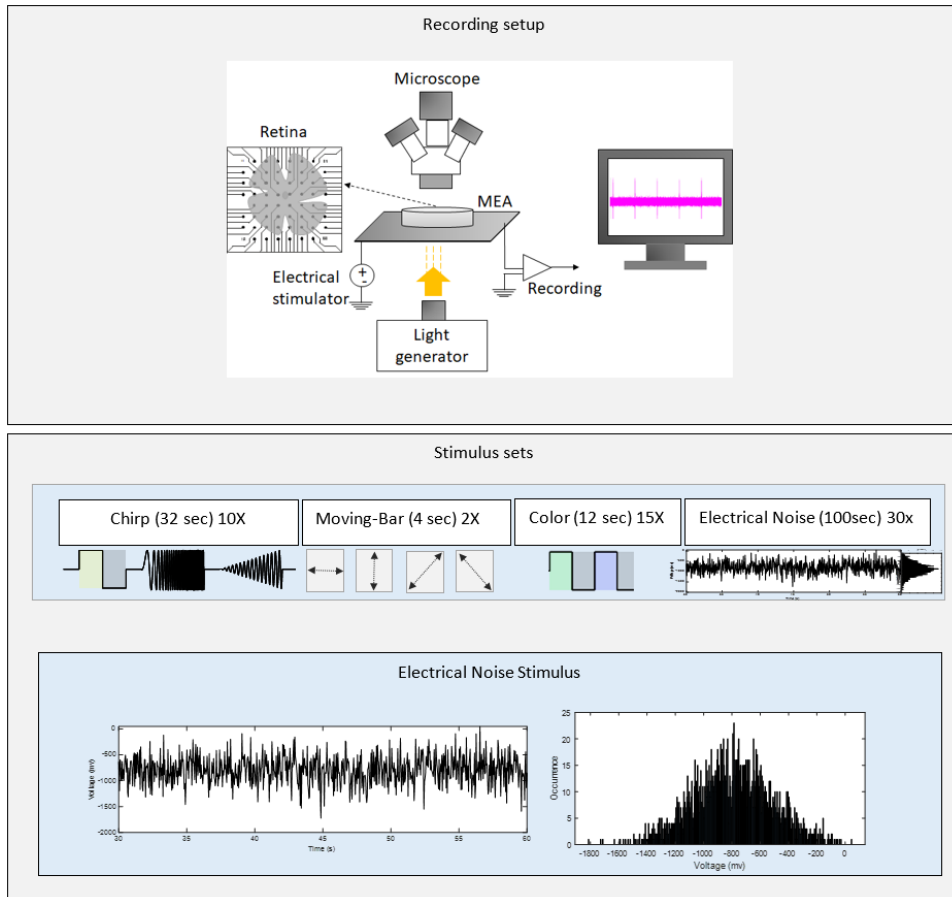 Recording setup
Microscope
Retina
MEA
Electrical
stimulator
Recording
Light
generator
Stimulus sets
Chirp (32 sec) 10X
Moving-Bar (4 sec) 2X
Color (12 sec) 15X
Electrical Noise (100sec) 30x
Electrical Noise Stimulus
0
-500
-1000
-1500
-2000
Voltage (mv)
30
35
40
45
50
55
60
Time (s)
25
20
15
10
5
0
Occurrence
-1800
-1600
-1400
-1200
-1000
-800
-600
-400
-200
0
Voltage (mv)